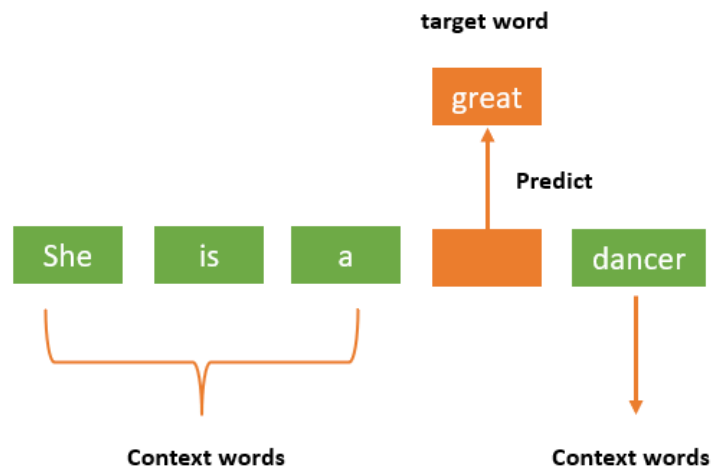 target word
great
Predict
She is a dancer
Context words Context words